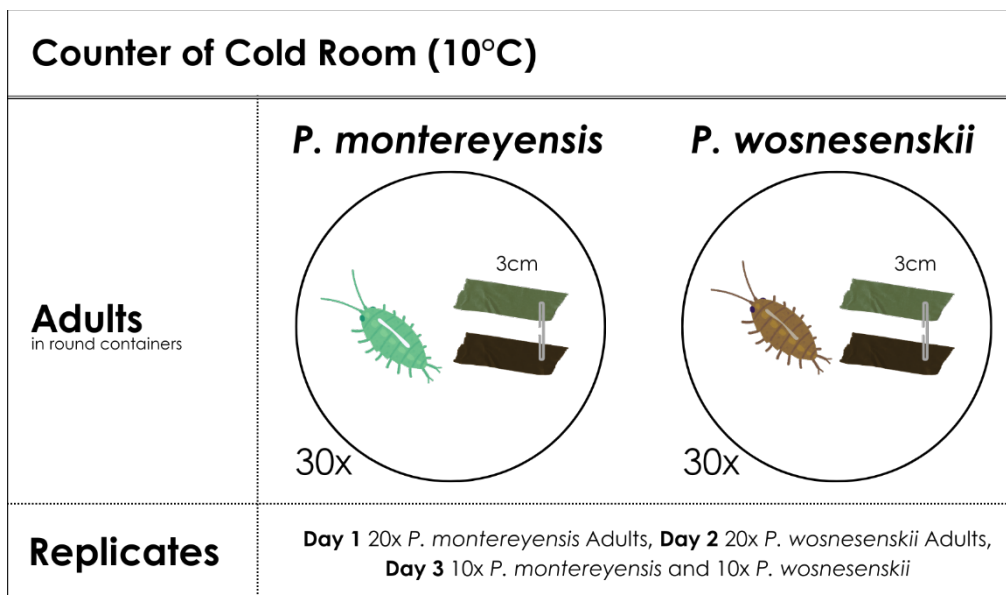 Counter of Cold Room (10°C)
P. montereyensis
P. wosnesenskii
3cm
3cm
Adults
in round containers
30x
30x
Replicates
Day 1 20x P. montereyensis Adults, Day 2 20x P. wosnesenskii Adults,
Day 3 10x P. montereyensis and 10x P. wosnesenskii